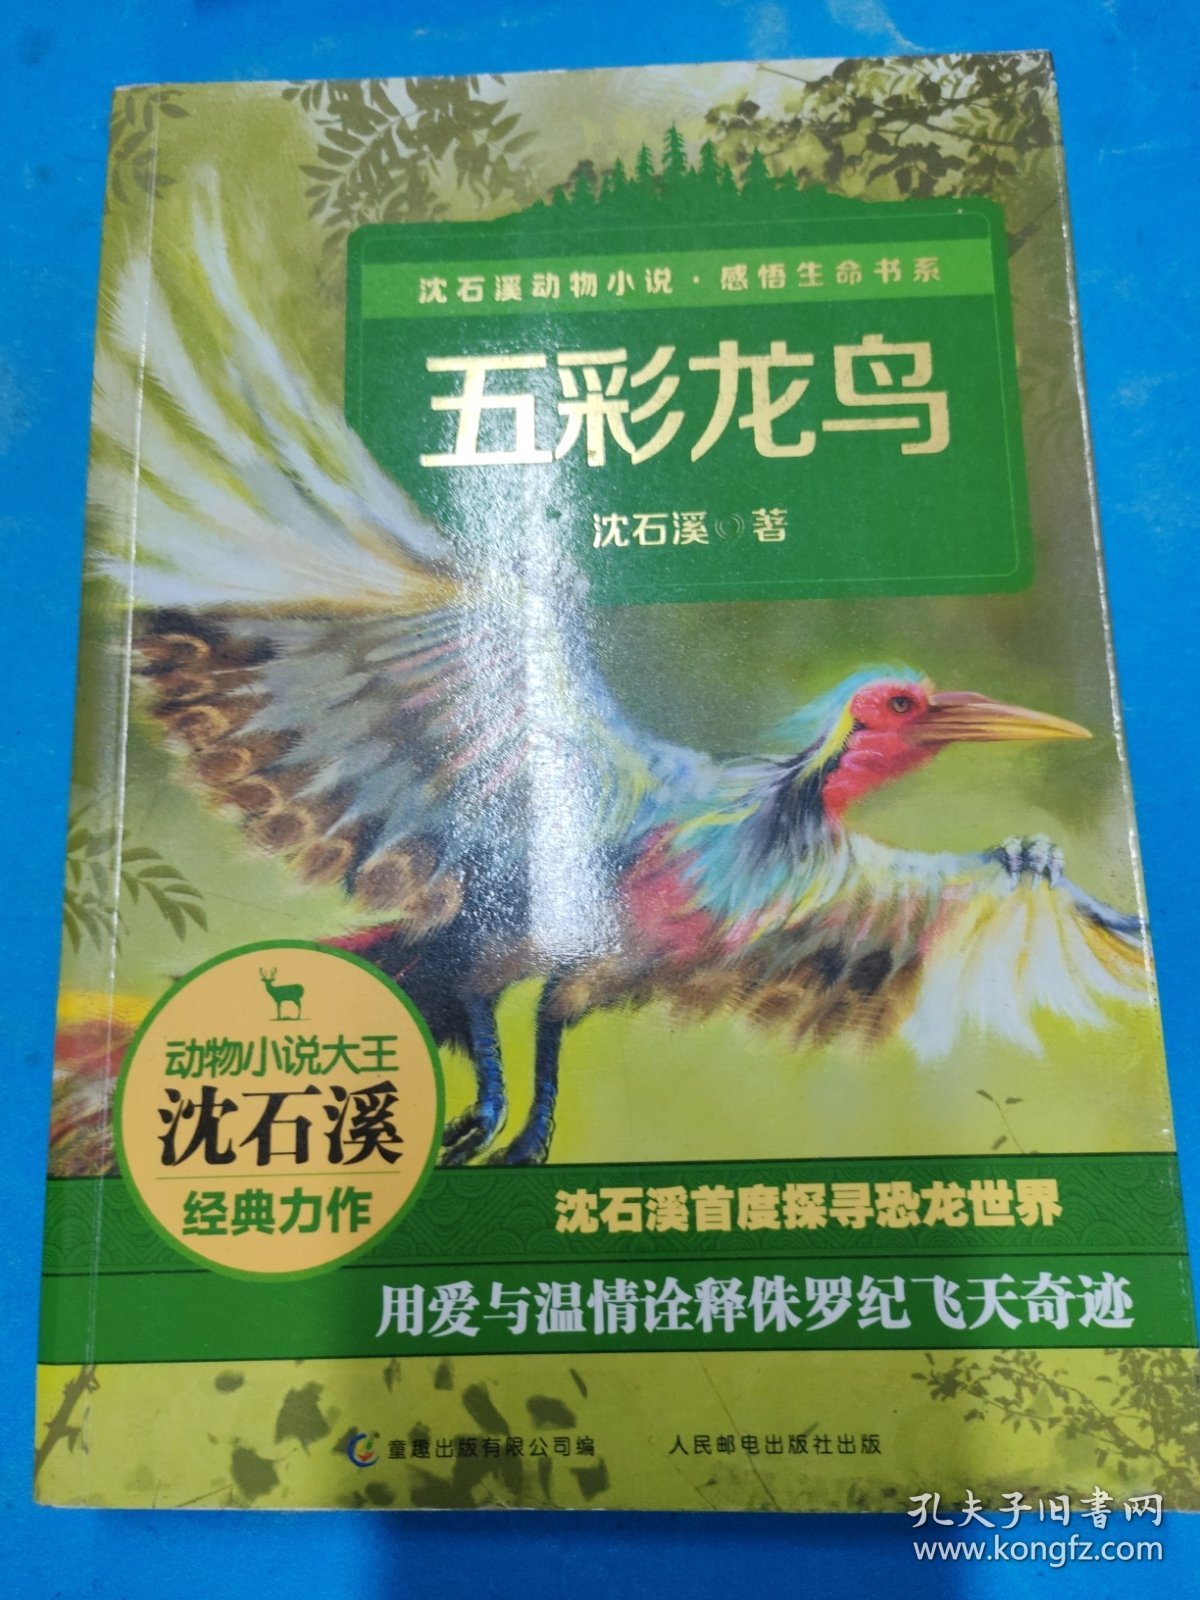 沈石溪动物小说·感悟生命书系
五彩龙鸟
沈石溪◎著
动物小说大王
沈石溪
经典力作
沈石溪首度探寻恐龙世界
用爱与温情诠释侏罗纪飞天奇迹
童趣出版有限公司编
人民邮电出版社出版
孔夫子旧书网
www.kongfz.com